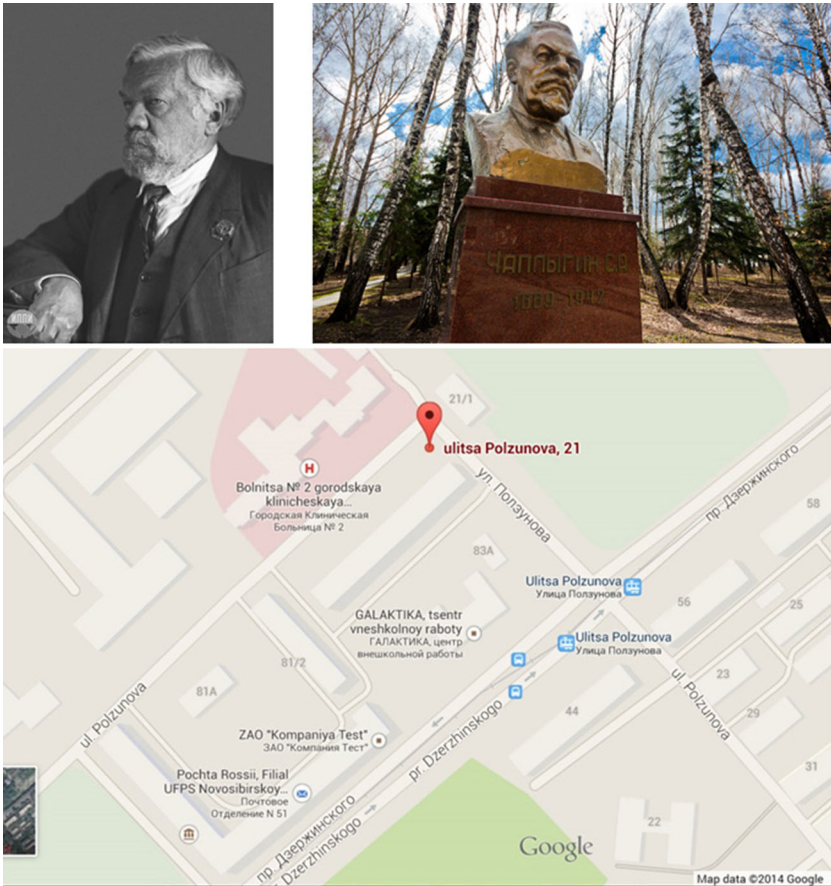 ЧАПЛЫГИН С.А
1869-1942
21/1
ulitsa Polzunova, 21
ул. Ползунова
пр. Дзержинского
58
Bolnitsa № 2 gorodskaya
klinicheskaya...
Городская Клиническая
Больница № 2
83A
Ulitsa Polzunova
Улица Ползунова
56
25
GALAKTIKA, tsentr
vneshkolnoy raboty
ГАЛАКТИКА, центр
внешкольной работы
Ulitsa Polzunova
Улица Ползунова
81/2
81A
23
ul. Polzunova
ul. Polzunova
44
29
ZAO "Kompaniya Test"
ЗАО "Компания Тест"
pr. Dzerzhinskogo
31
Pochta Rossii, Filial
UFPS Novosibirskoy...
Почтовое
Отделение N 51
22
пр. Дзержинского
Dzerzhinskogo
Google
Map data ©2014 Google